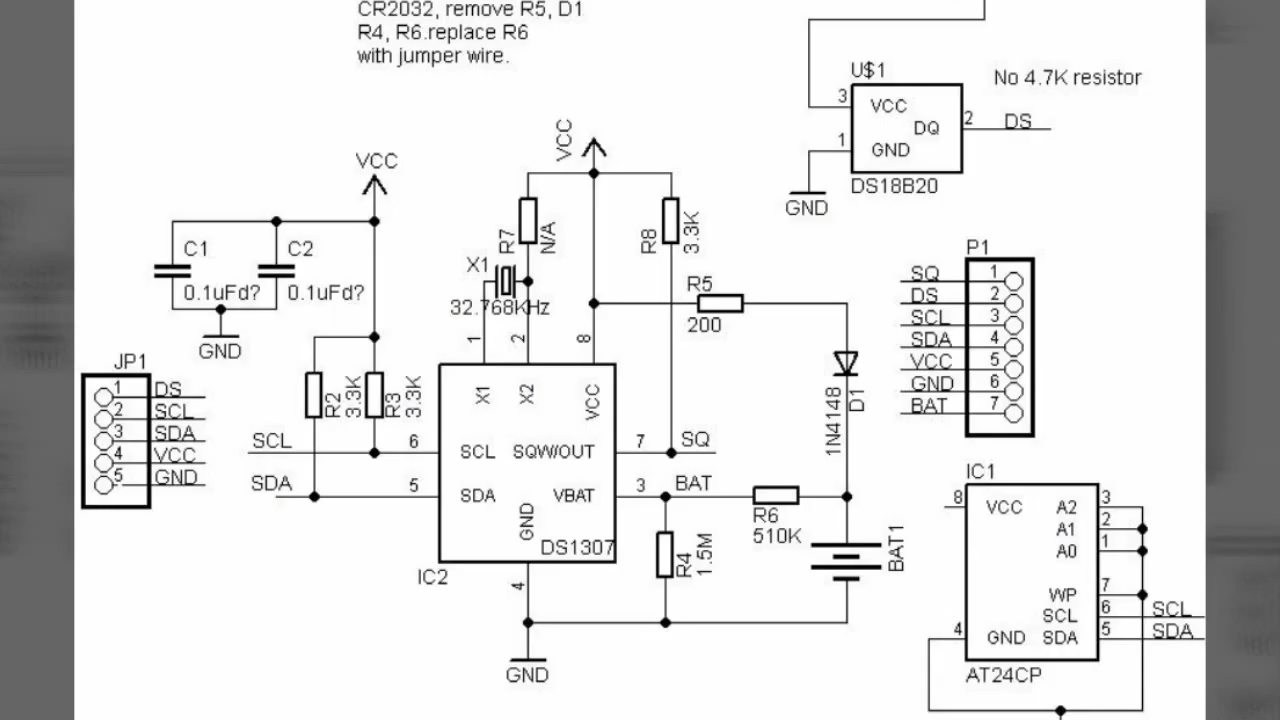 CR2032, remove R5, D1
R4, R6.replace R6
with jumper wire.
U$1
No 4.7K resistor
3
VCC
DQ
2
DS
1
GND
DS18B20
GND
VCC
C1
C2
0.1uFd?
0.1uFd?
GND
VCC
R7
N/A
R8
3.3K
X1
32.768KHz
R5
200
1
2
8
X1
X2
VCC
R2
3.3K
R3
3.3K
SCL
6
SCL
SQW/OUT
7
SQ
SDA
5
SDA
VBAT
3
BAT
GND
DS1307
IC2
4
GND
R4
1.5M
R6
510K
1N4148
D1
BAT1
JP1
1 DS
2 SCL
3 SDA
4 VCC
5 GND
P1
SQ 1
DS 2
SCL 3
SDA 4
VCC 5
GND 6
BAT 7
IC1
8
VCC
A2
3
A1
2
A0
1
WP
7
SCL
6
SCL
4
GND
SDA
5
SDA
AT24CP